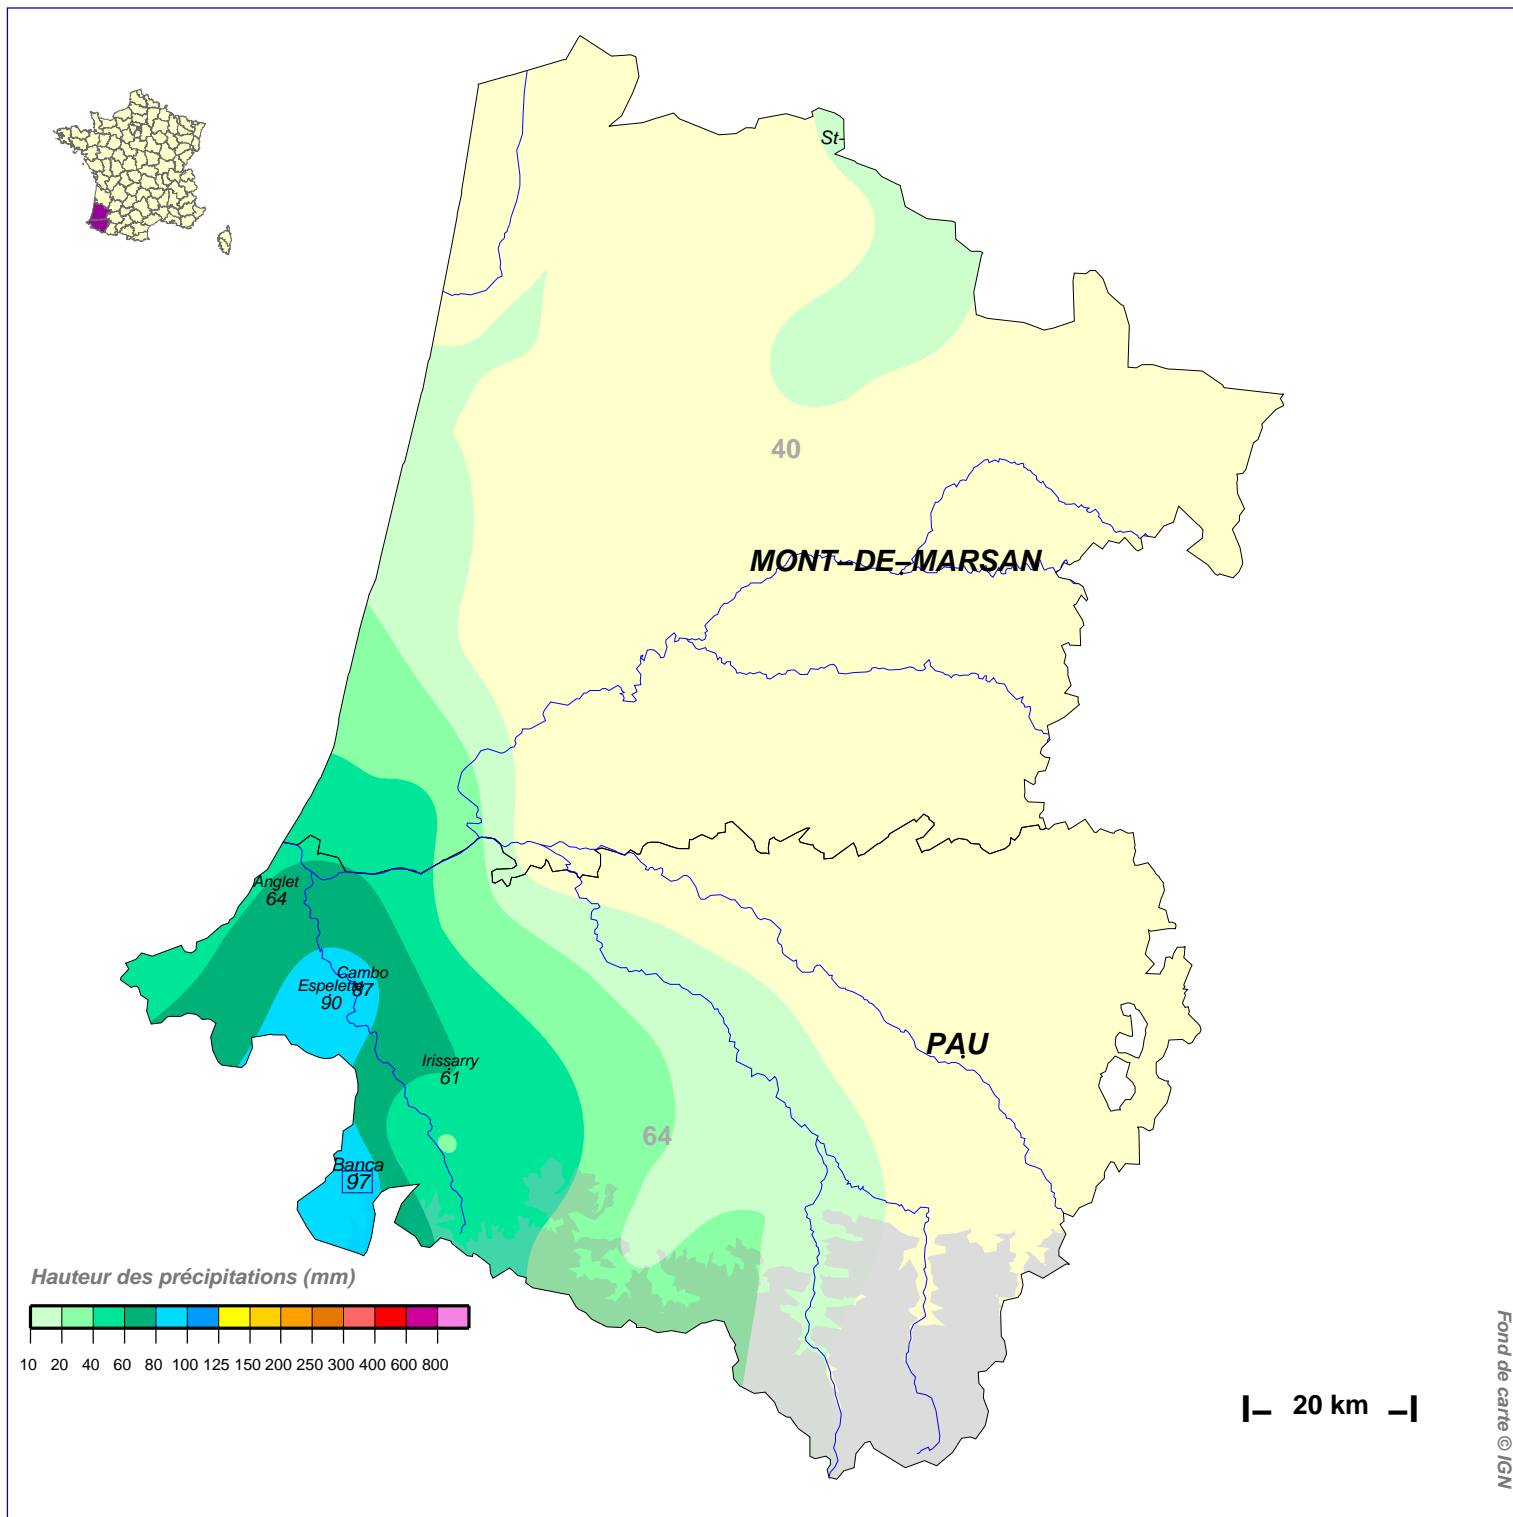 St-
40
MONT-DE-MARSAN
Anglet
64
Cambo
87
Espelette
90
PAU
Irissarry
61
64
Banca
97
Hauteur des précipitations (mm)
10 20 40 60 80 100 125 150 200 250 300 400 600 800
20 km
Fond de carte © IGN